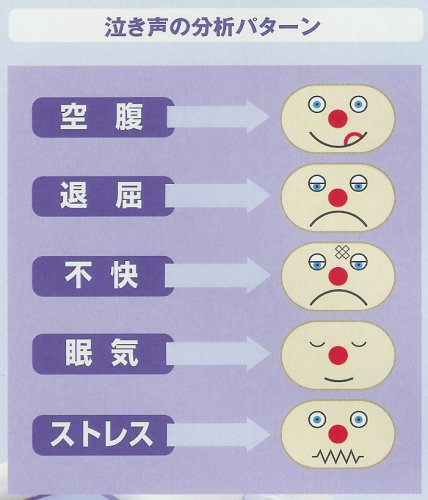 泣き声の分析パターン
空腹
退屈
不快
眠気
ストレス